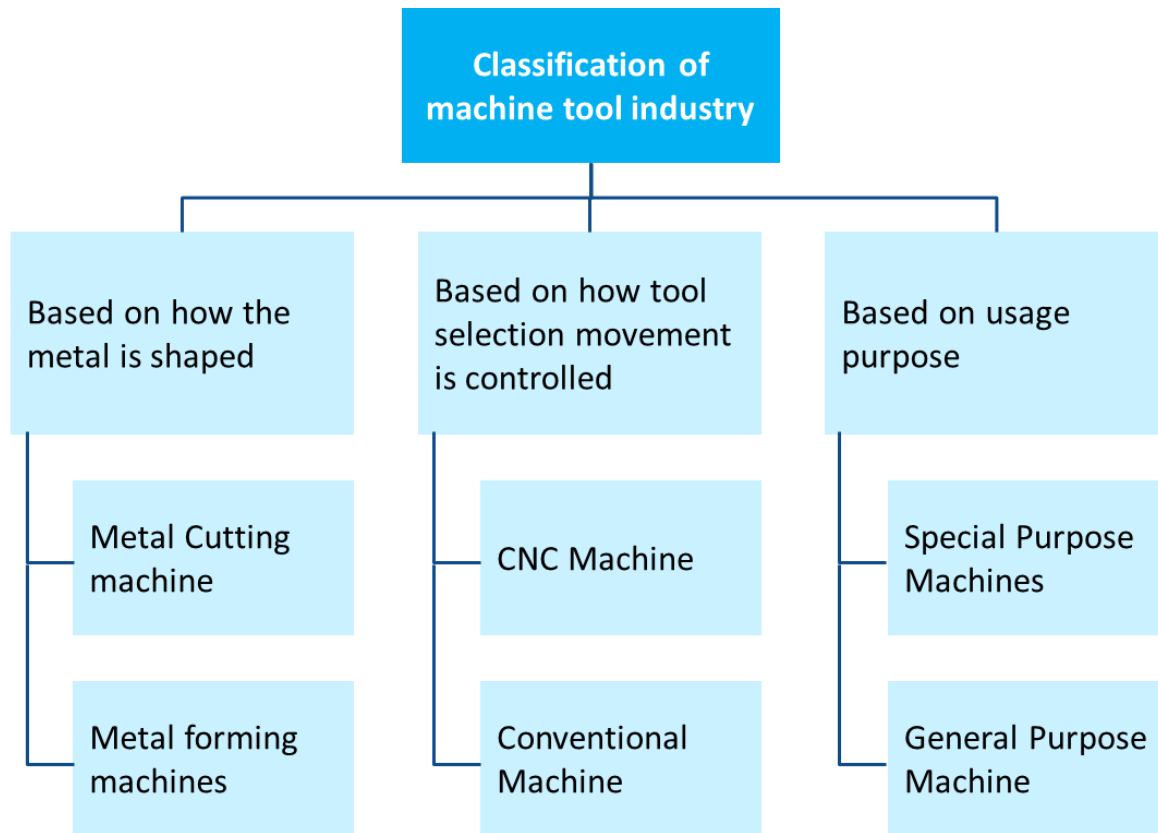 Classification of
machine tool industry
Based on how the
metal is shaped
Metal Cutting
machine
Metal forming
machines
Based on how tool
selection movement
is controlled
CNC Machine
Conventional
Machine
Based on usage
purpose
Special Purpose
Machines
General Purpose
Machine